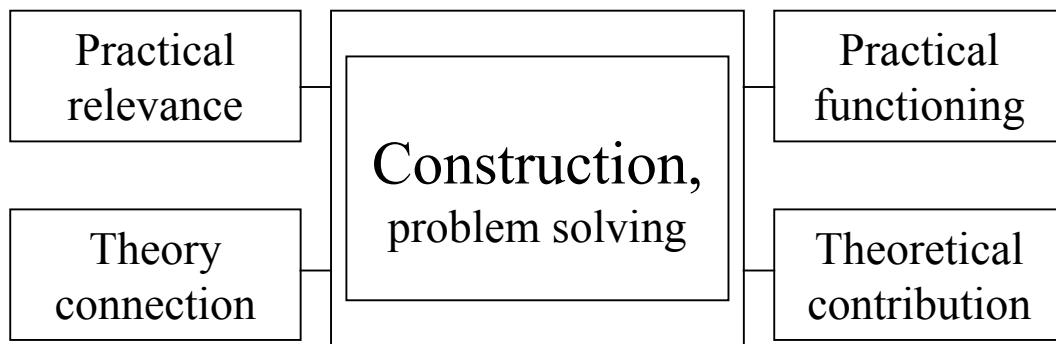 Practical
relevance
Theory
connection
Construction,
problem solving
Practical
functioning
Theoretical
contribution